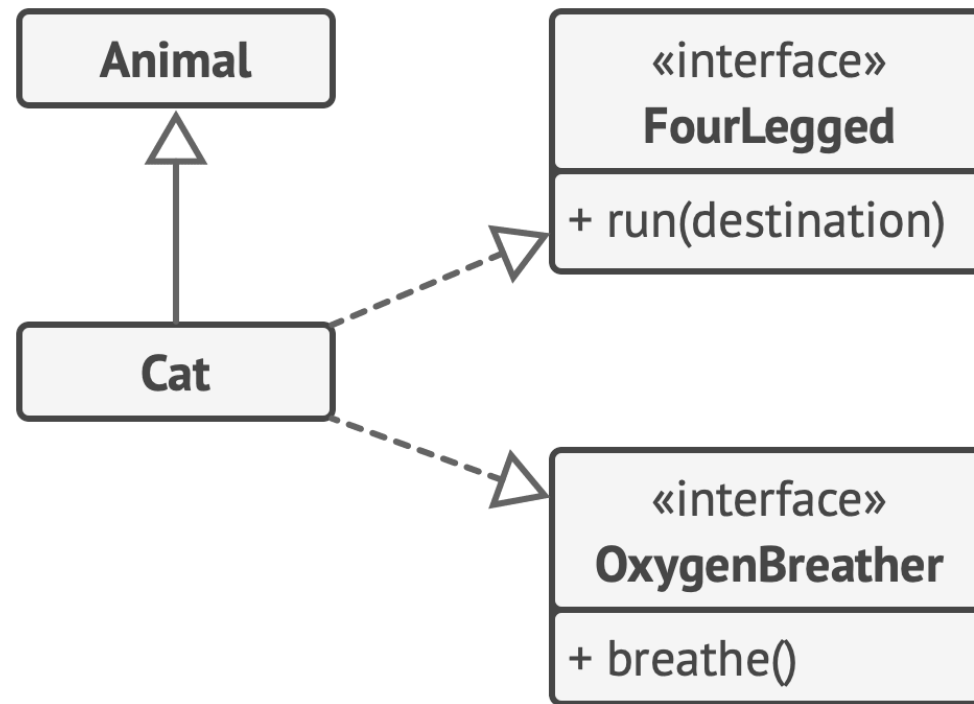 Animal
«interface»
FourLegged
+ run(destination)
Cat
«interface»
OxygenBreather
+ breathe()